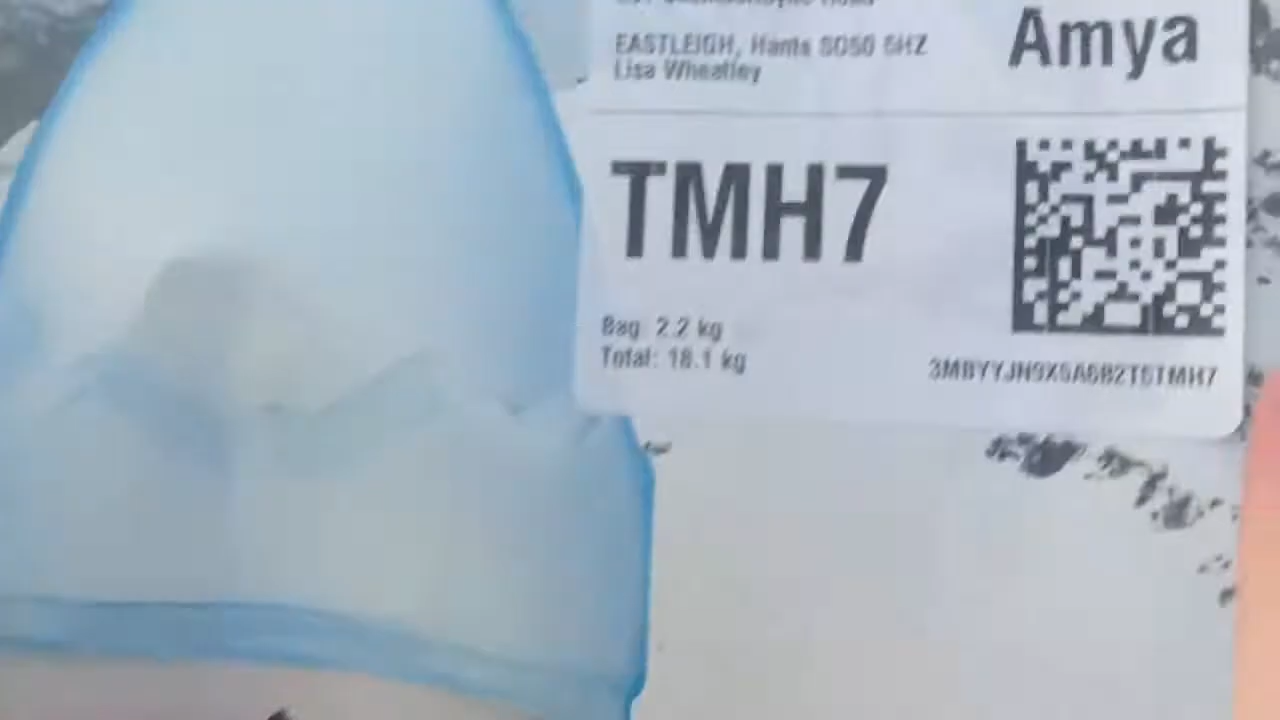 EASTLEIGH, Hants SO50 5HZ
Lisa Wheatley
Amya
TMH7
Bag: 2.2 kg
Total: 18.1 kg